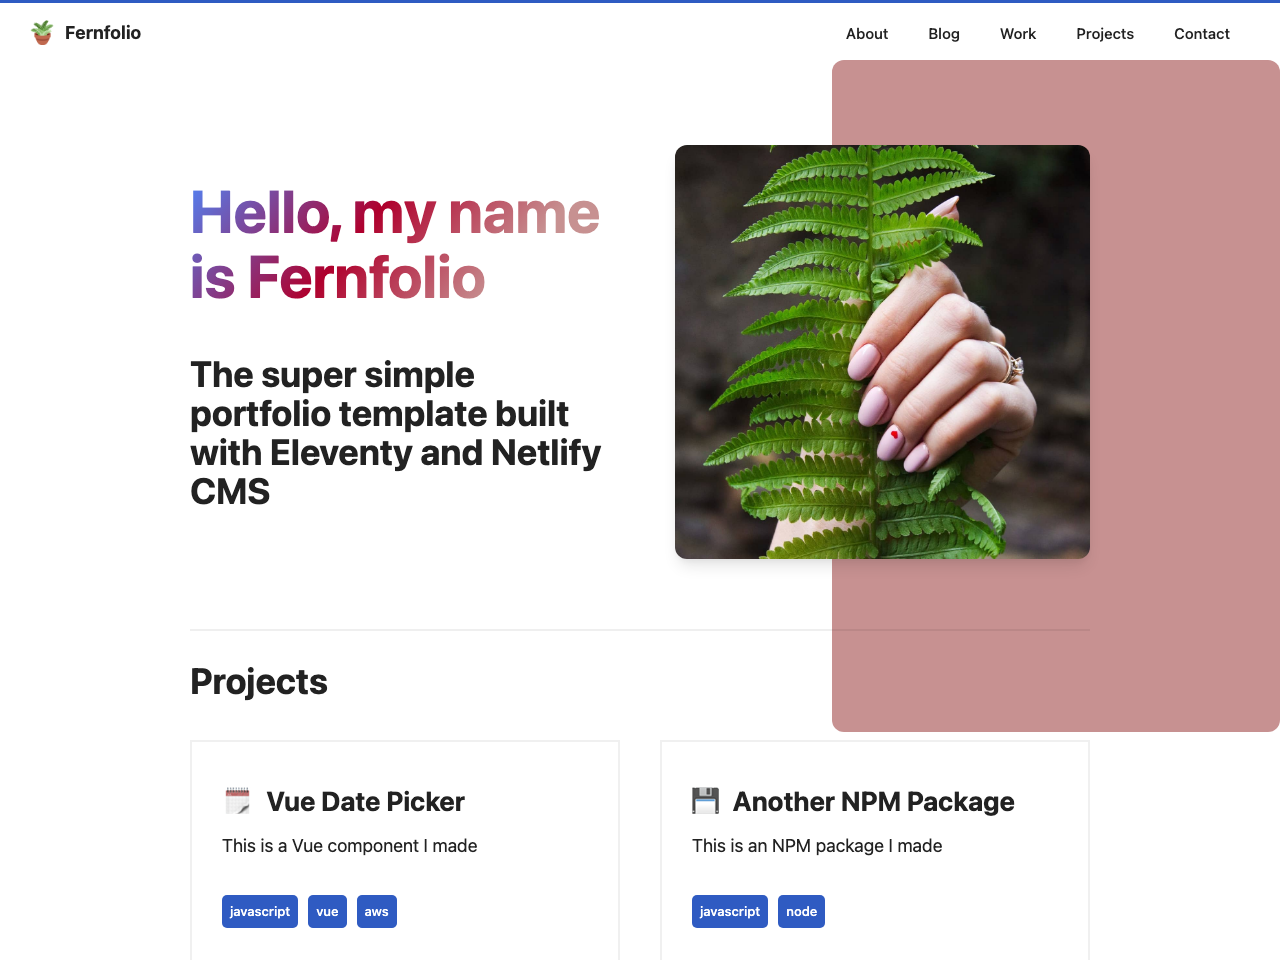 Fernfolio
About
Blog
Work
Projects
Contact
Hello, my name
is Fernfolio
The super simple
portfolio template built
with Eleventy and Netlify
CMS
Projects
Vue Date Picker
This is a Vue component I made
javascript
vue
aws
Another NPM Package
This is an NPM package I made
javascript
node